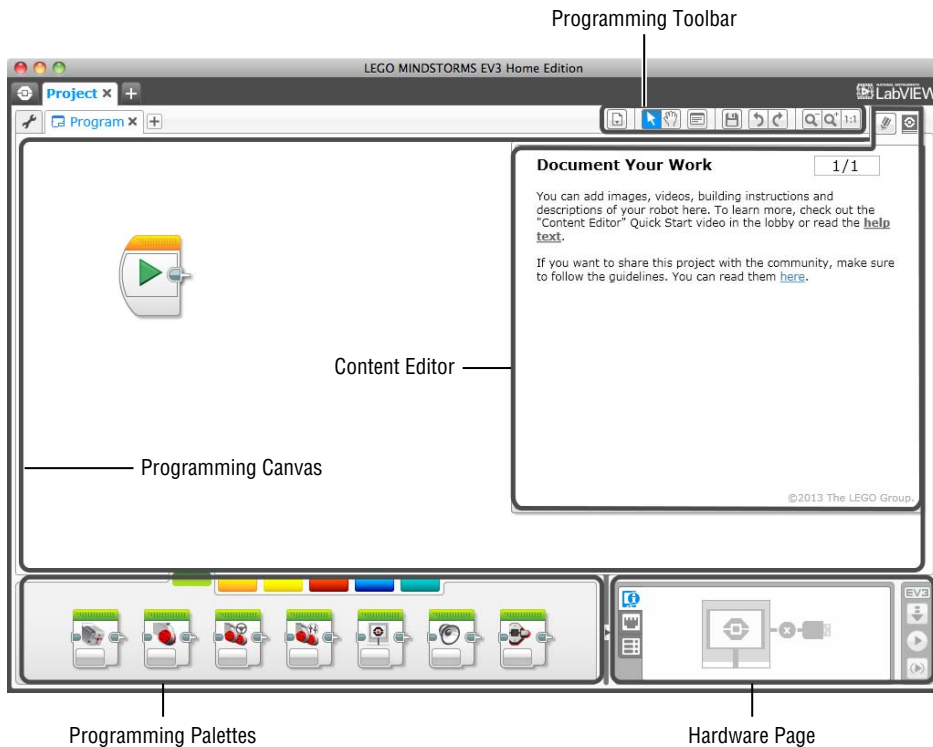 Programming Toolbar
LEGO MINDSTORMS EV3 Home Edition
Project × +
NATIONAL INSTRUMENTS
LabVIEW
Program × +
1:1
Document Your Work
1/1
You can add images, videos, building instructions and
descriptions of your robot here. To learn more, check out the
"Content Editor" Quick Start video in the lobby or read the help
text.
If you want to share this project with the community, make sure
to follow the guidelines. You can read them here.
Content Editor
Programming Canvas
©2013 The LEGO Group.
EV3
Programming Palettes
Hardware Page